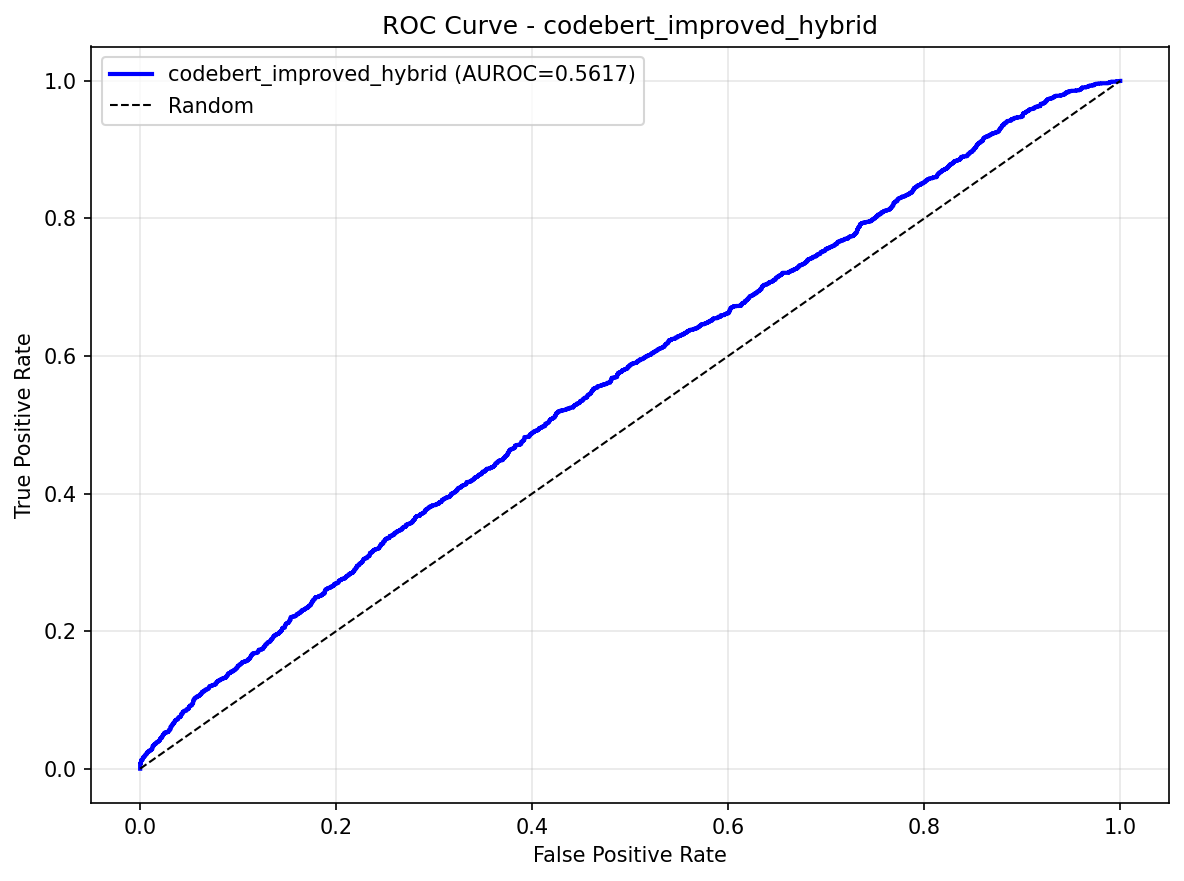 ROC Curve - codebert_improved_hybrid
codebert_improved_hybrid (AUROC=0.5617)
Random
True Positive Rate
1.0
0.8
0.6
0.4
0.2
0.0
0.0 0.2 0.4 0.6 0.8 1.0
False Positive Rate